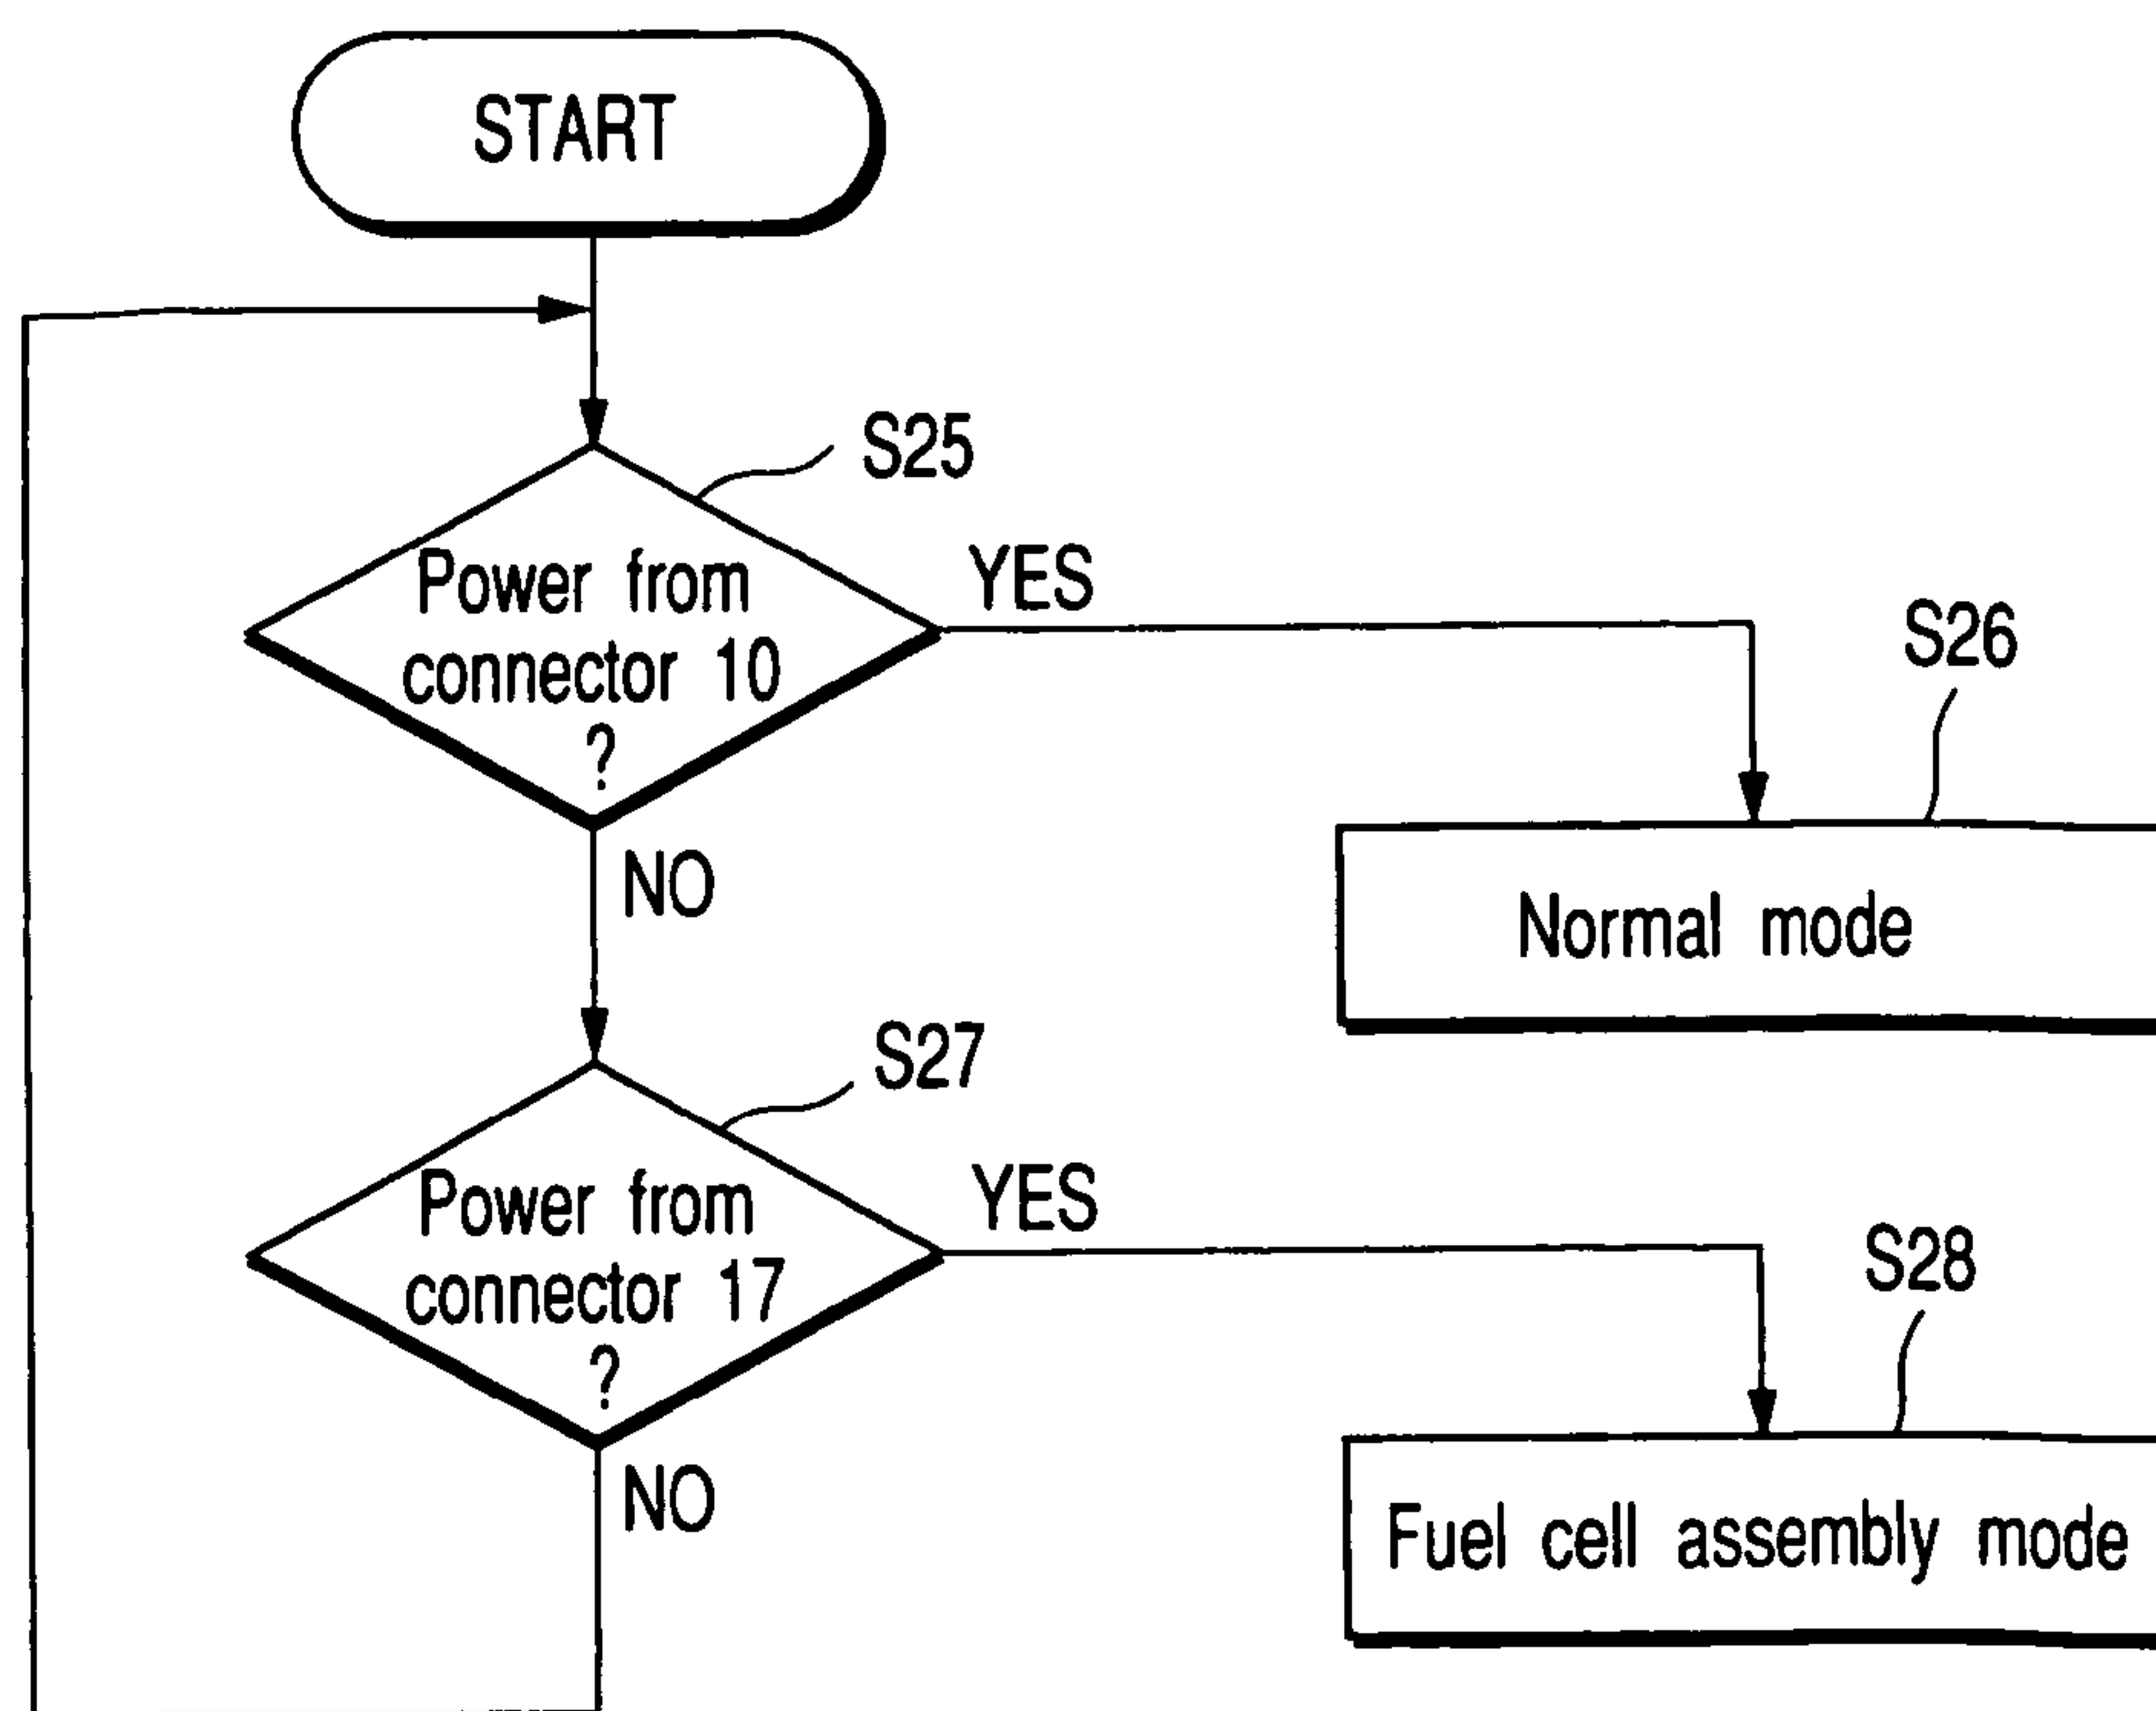 START
S25
Power from
connector 10
?
YES
S26
Normal mode
NO
S27
Power from
connector 17
?
YES
S28
Fuel cell assembly mode
NO